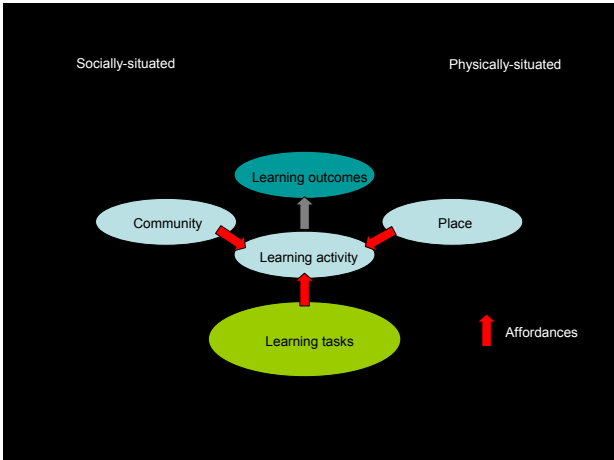 Socially-situated
Physically-situated
Learning outcomes
Community
Place
Learning activity
Learning tasks
Affordances